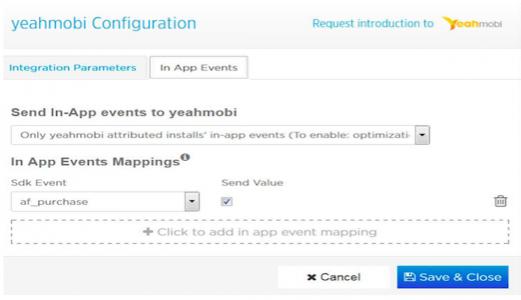 yeahmobi Configuration
Request introduction to Yeahmobi
Integration Parameters
In App Events
Send In-App events to yeahmobi
Only yeahmobi attributed installs' in-app events (To enable: optimizati
In App Events Mappings
Sdk Event
Send Value
af_purchase
+ Click to add in app event mapping
× Cancel
Save & Close